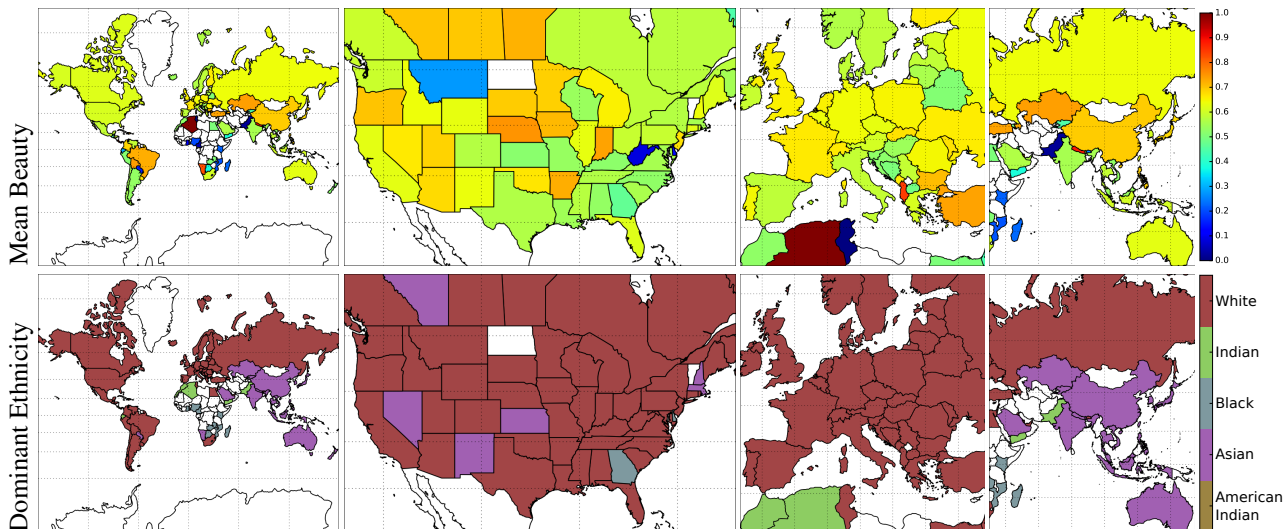 Mean Beauty
1.0
0.9
0.8
0.7
0.6
0.5
0.4
0.3
0.2
0.1
0.0
Dominant Ethnicity
White
Indian
Black
Asian
American
Indian